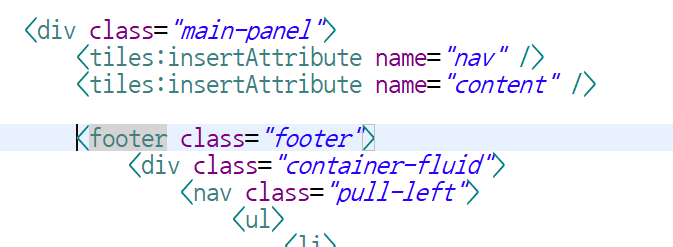 <div class="main-panel">
<tiles:insertAttribute name="nav" />
<tiles:insertAttribute name="content" />
<footer class="footer">
<div class="container-fluid">
<nav class="pull-left">
<ul>
<li>